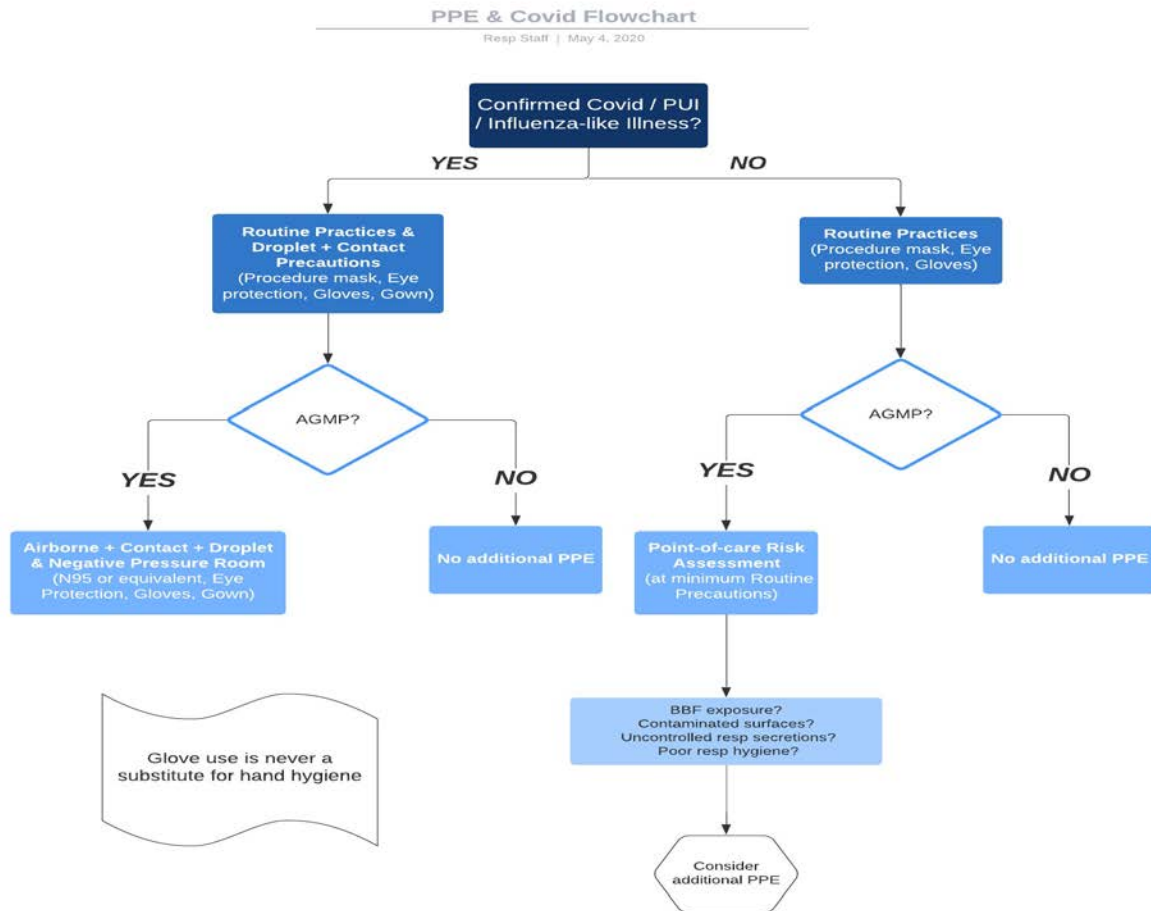 PPE & Covid Flowchart
Resp Staff | May 4, 2020
Confirmed Covid / PUI
/ Influenza-like Illness?
YES
NO
Routine Practices &
Droplet + Contact
Precautions
(Procedure mask, Eye
protection, Gloves, Gown)
Routine Practices
(Procedure mask, Eye
protection, Gloves)
AGMP?
AGMP?
YES
NO
YES
NO
Airborne + Contact + Droplet
& Negative Pressure Room
(N95 or equivalent, Eye
Protection, Gloves, Gown)
No additional PPE
Point-of-care Risk
Assessment
(at minimum Routine
Precautions)
No additional PPE
BBF exposure?
Contaminated surfaces?
Uncontrolled resp secretions?
Poor resp hygiene?
Glove use is never a
substitute for hand hygiene
Consider
additional PPE